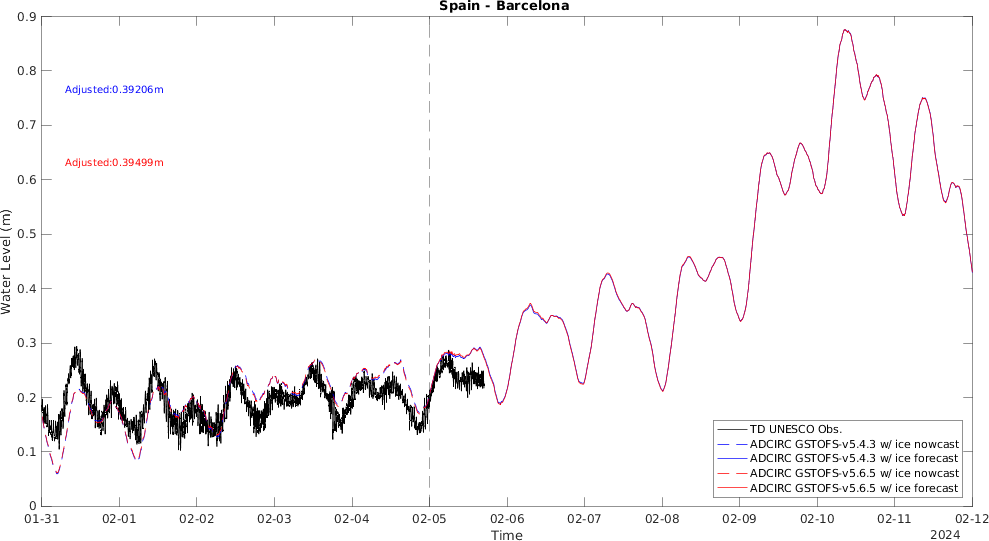 Spain - Barcelona
0.9
0.8
0.7
0.6
0.5
0.4
0.3
0.2
0.1
0
Water Level (m)
Adjusted:0.39206m
Adjusted:0.39499m
TD UNESCO Obs.
ADCIRC GSTOFS-v5.4.3 w/ ice nowcast
ADCIRC GSTOFS-v5.4.3 w/ ice forecast
ADCIRC GSTOFS-v5.6.5 w/ ice nowcast
ADCIRC GSTOFS-v5.6.5 w/ ice forecast
01-31 02-01 02-02 02-03 02-04 02-05 02-06 02-07 02-08 02-09 02-10 02-11 02-12
Time
2024